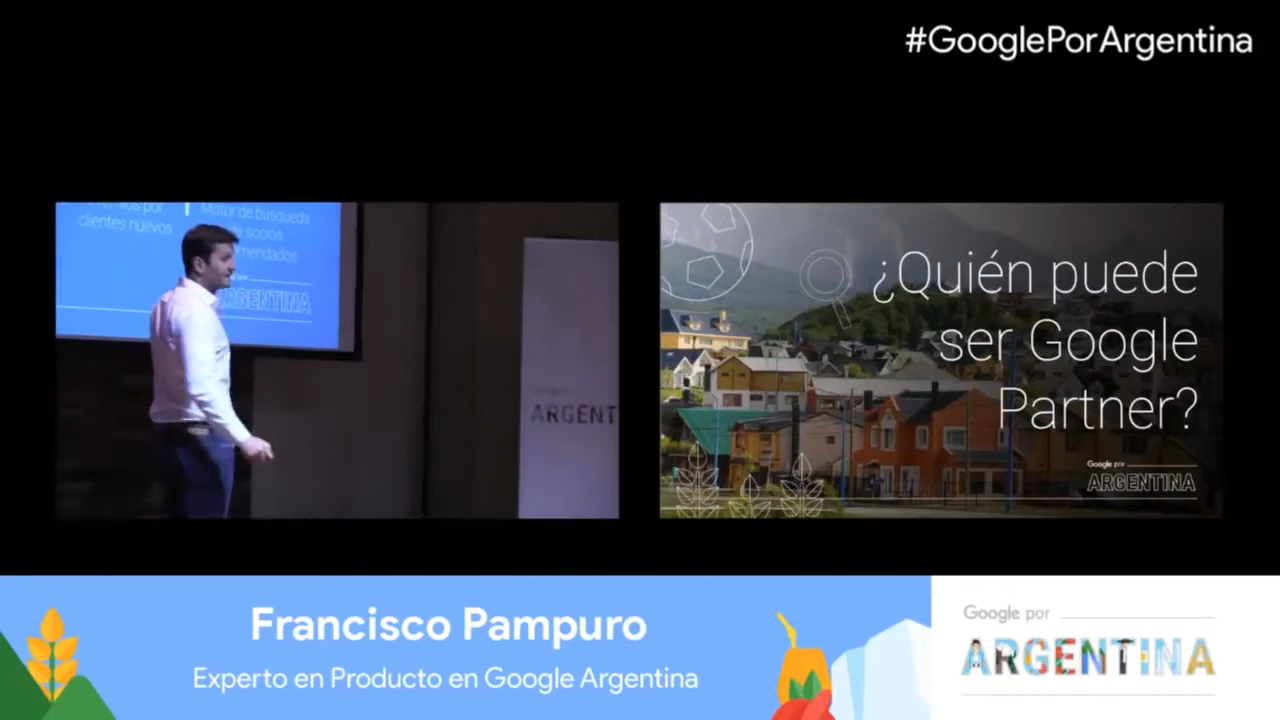 #GooglePorArgentina
clientes nuevos
Motor de búsqueda
socios
ARGENTINA
ARGENT
¿Quién puede
ser Google
Partner?
Google por
ARGENTINA
Francisco Pampuro
Experto en Producto en Google Argentina
Google por
ARGENTINA